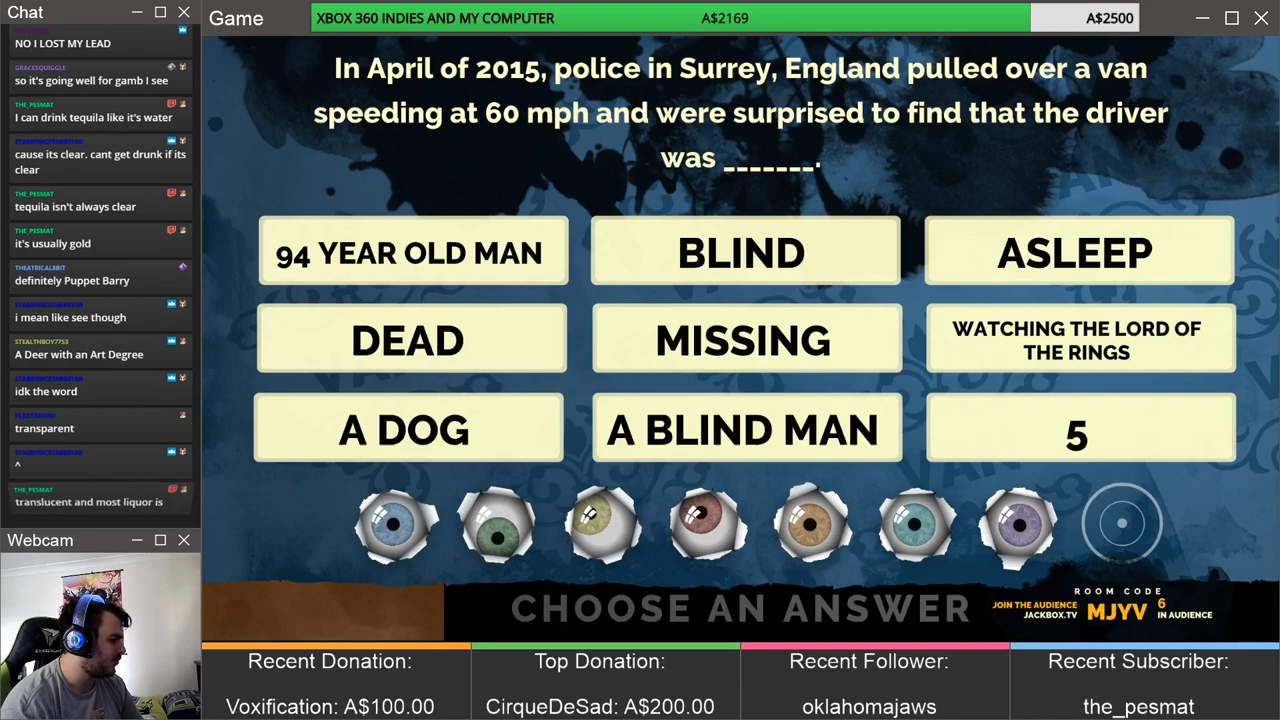 Chat
NO I LOST MY LEAD
GRACESQUIGGLE
so it's going well for gamb I see
THE_PESMAT
I can drink tequila like it's water
cause its clear. cant get drunk if its
clear
THE_PESMAT
tequila isn't always clear
THE_PESMAT
it's usually gold
THEATRICAL8BIT
definitely Puppet Barry
i mean like see though
STEALTHBOY7753
A Deer with an Art Degree
idk the word
transparent
^
THE_PESMAT
translucent and most liquor is
Webcam
Game
XBOX 360 INDIES AND MY COMPUTER
A$2169
A$2500
In April of 2015, police in Surrey, England pulled over a van
speeding at 60 mph and were surprised to find that the driver
was _______.
94 YEAR OLD MAN
BLIND
ASLEEP
DEAD
MISSING
WATCHING THE LORD OF
THE RINGS
A DOG
A BLIND MAN
5
CHOOSE AN ANSWER
JOIN THE AUDIENCE
JACKBOX.TV
ROOM CODE
MJYV
6
IN AUDIENCE
Recent Donation:
Voxification: A$100.00
Top Donation:
CirqueDeSad: A$200.00
Recent Follower:
oklahomajaws
Recent Subscriber:
the_pesmat